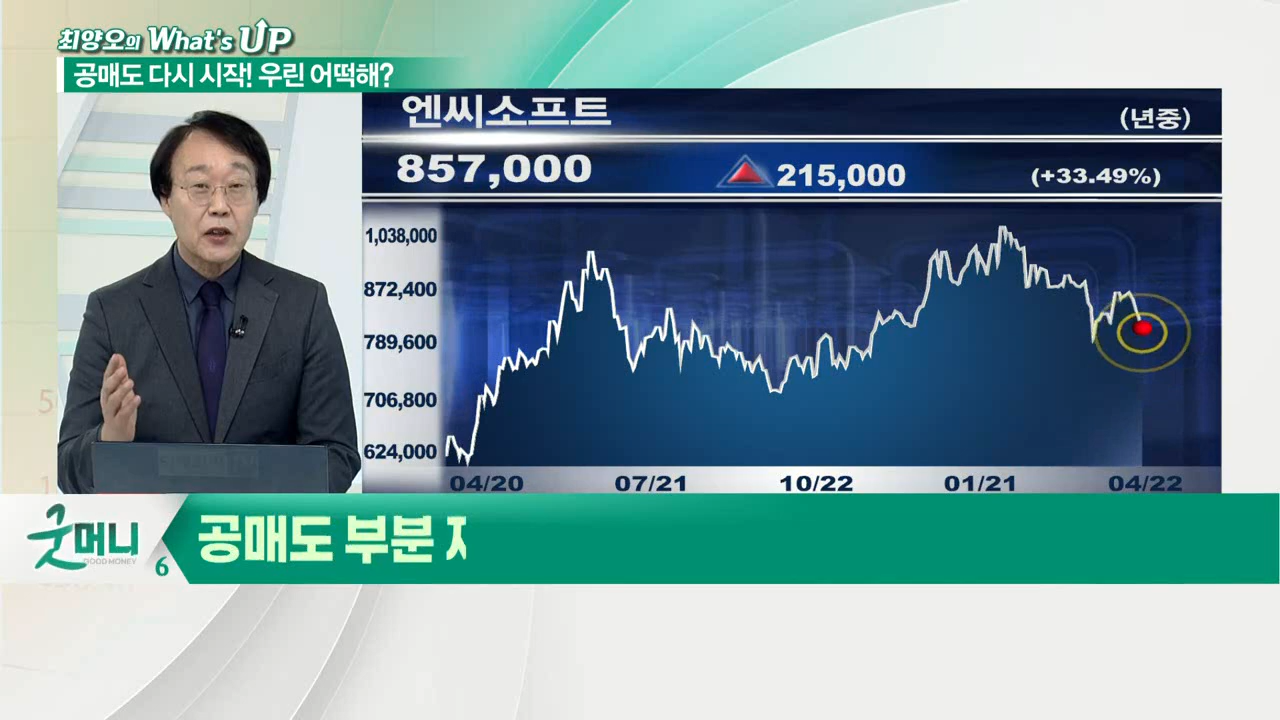 최양오의 What's UP
공매도 다시 시작! 우린 어떡해?
엔씨소프트
(년중)
857,000
215,000
(+33.49%)
1,038,000
872,400
789,600
706,800
624,000
04/20
07/21
10/22
01/21
04/22
굿머니
GOOD MONEY
6
공매도 부분